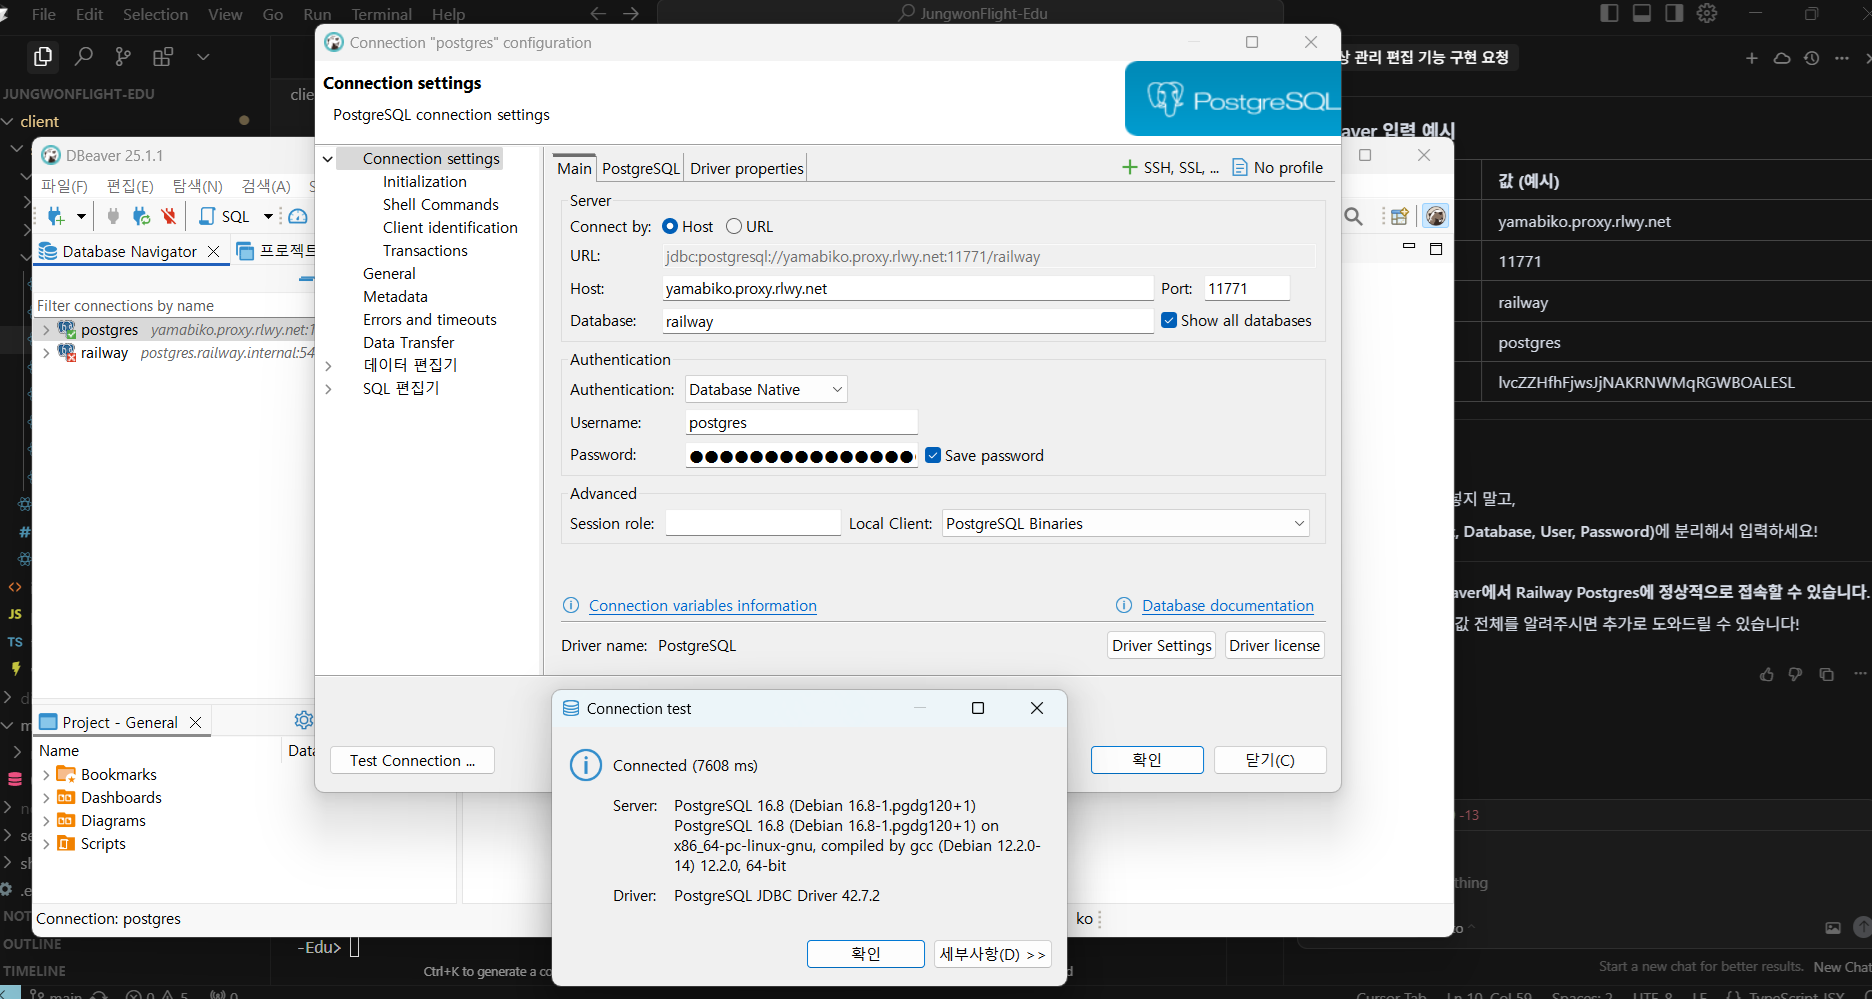 File Edit Selection View Go Run Terminal Help
JungwonFlight-Edu
JUNGWONFLIGHT-EDU
client
clie
DBeaver 25.1.1
파일(F) 편집(E) 탐색(N) 검색(A) S
SQL
Database Navigator
프로젝트
Filter connections by name
postgres yamabiko.proxy.rlwy.net:1
railway postgres.railway.internal:54
JS
TS
Project - General
Name Data
Bookmarks
Dashboards
Diagrams
Scripts
Connection: postgres
ko
OUTLINE
TIMELINE
-Edu>
Ctrl+K to generate a co
main 0 5 0
Connection "postgres" configuration
Connection settings
PostgreSQL connection settings
PostgreSQL
Connection settings
Initialization
Shell Commands
Client identification
Transactions
General
Metadata
Errors and timeouts
Data Transfer
데이터 편집기
SQL 편집기
Main PostgreSQL Driver properties
SSH, SSL, ... No profile
Server
Connect by: Host URL
URL: jdbc:postgresql://yamabiko.proxy.rlwy.net:11771/railway
Host: yamabiko.proxy.rlwy.net Port: 11771
Database: railway Show all databases
Authentication
Authentication: Database Native
Username: postgres
Password: ●●●●●●●●●●●●●●● Save password
Advanced
Session role: Local Client: PostgreSQL Binaries
Connection variables information Database documentation
Driver name: PostgreSQL Driver Settings Driver license
Test Connection ... 확인 닫기(C)
Connection test
Connected (7608 ms)
Server: PostgreSQL 16.8 (Debian 16.8-1.pgdg120+1)
PostgreSQL 16.8 (Debian 16.8-1.pgdg120+1) on
x86_64-pc-linux-gnu, compiled by gcc (Debian 12.2.0-
14) 12.2.0, 64-bit
Driver: PostgreSQL JDBC Driver 42.7.2
확인 세부사항(D) >>
상 관리 편집 기능 구현 요청
aver 입력 예시
값 (예시)
yamabiko.proxy.rlwy.net
11771
railway
postgres
lvcZZHfhFjwsJjNAKRNWMqRGWBOALESL
넣지 말고,
, Database, User, Password)에 분리해서 입력하세요!
aver에서 Railway Postgres에 정상적으로 접속할 수 있습니다.
값 전체를 알려주시면 추가로 도와드릴 수 있습니다!
-13
thing
Start a new chat for better results. New Chat
Cursor Tab Ln 10, Col 59 Spaces: 2 UTF-8 LF {} TypeScript JSX